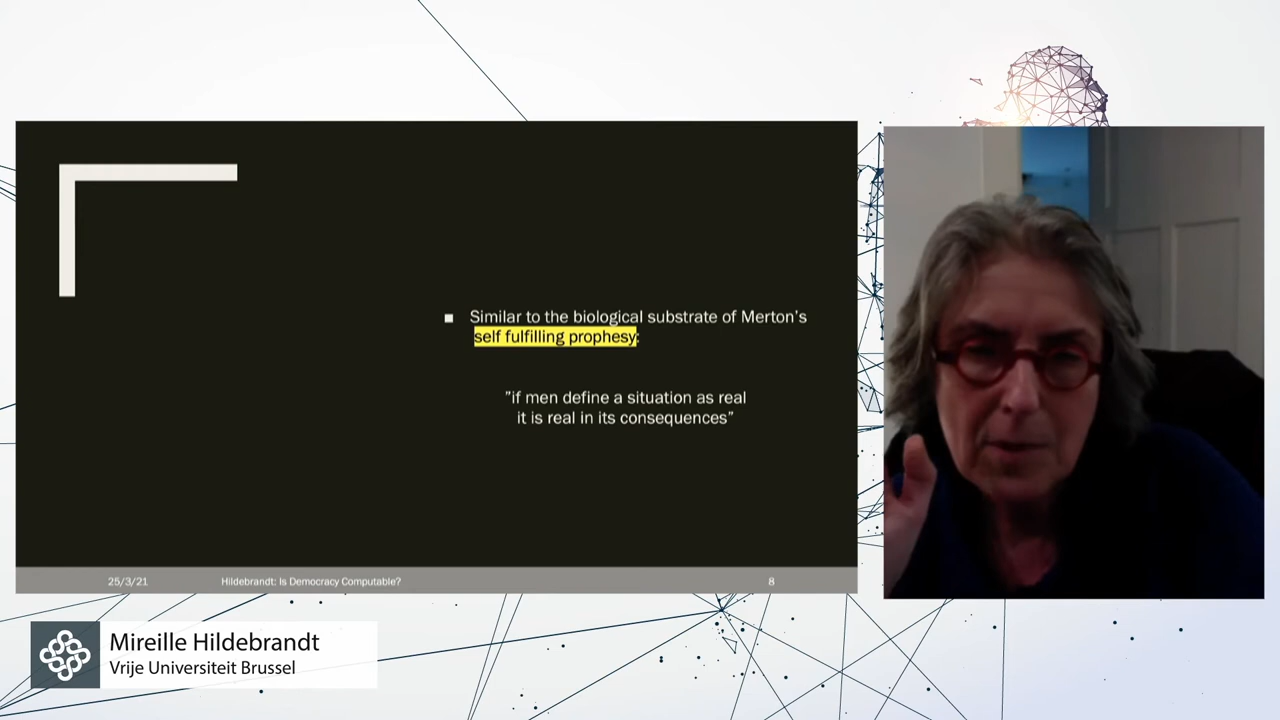 Similar to the biological substrate of Merton's
self fulfilling prophesy:
"if men define a situation as real
it is real in its consequences"
25/3/21 Hildebrandt: Is Democracy Computable? 8
Mireille Hildebrandt
Vrije Universiteit Brussel